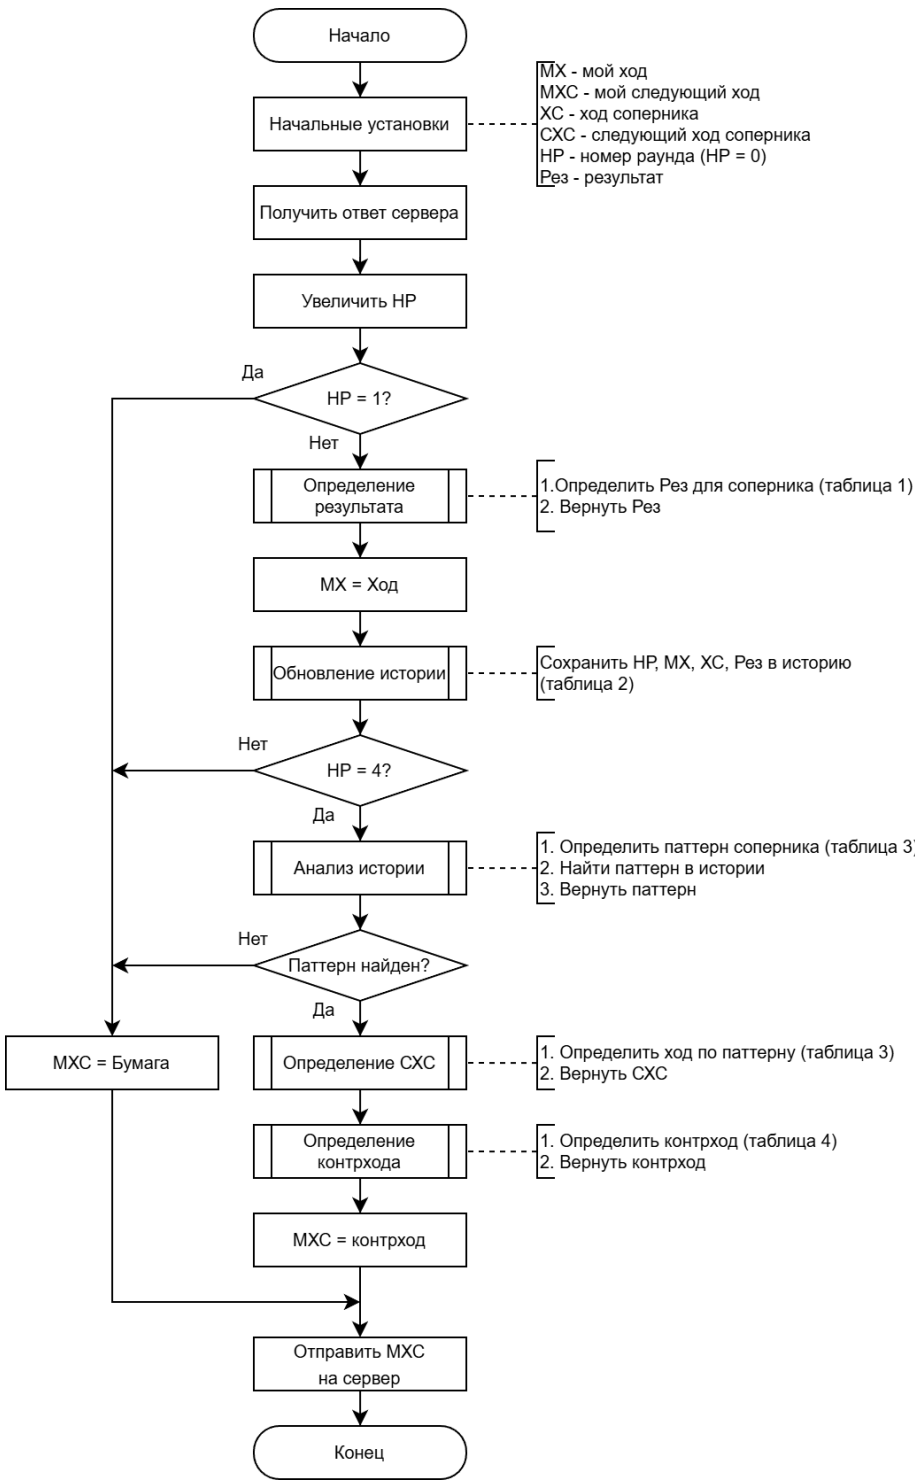 Начало
Начальные установки
МХ - мой ход
МХС - мой следующий ход
ХС - ход соперника
СХС - следующий ход соперника
НР - номер раунда (НР = 0)
Рез - результат
Получить ответ сервера
Увеличить НР
Да
НР = 1?
Нет
Определение
результата
1.Определить Рез для соперника (таблица 1)
2. Вернуть Рез
МХ = Ход
Обновление истории
Сохранить НР, МХ, ХС, Рез в историю
(таблица 2)
Нет
НР = 4?
Да
Анализ истории
1. Определить паттерн соперника (таблица 3)
2. Найти паттерн в истории
3. Вернуть паттерн
Нет
Паттерн найден?
Да
МХС = Бумага
Определение СХС
1. Определить ход по паттерну (таблица 3)
2. Вернуть СХС
Определение
контрхода
1. Определить контрход (таблица 4)
2. Вернуть контрход
МХС = контрход
Отправить МХС
на сервер
Конец